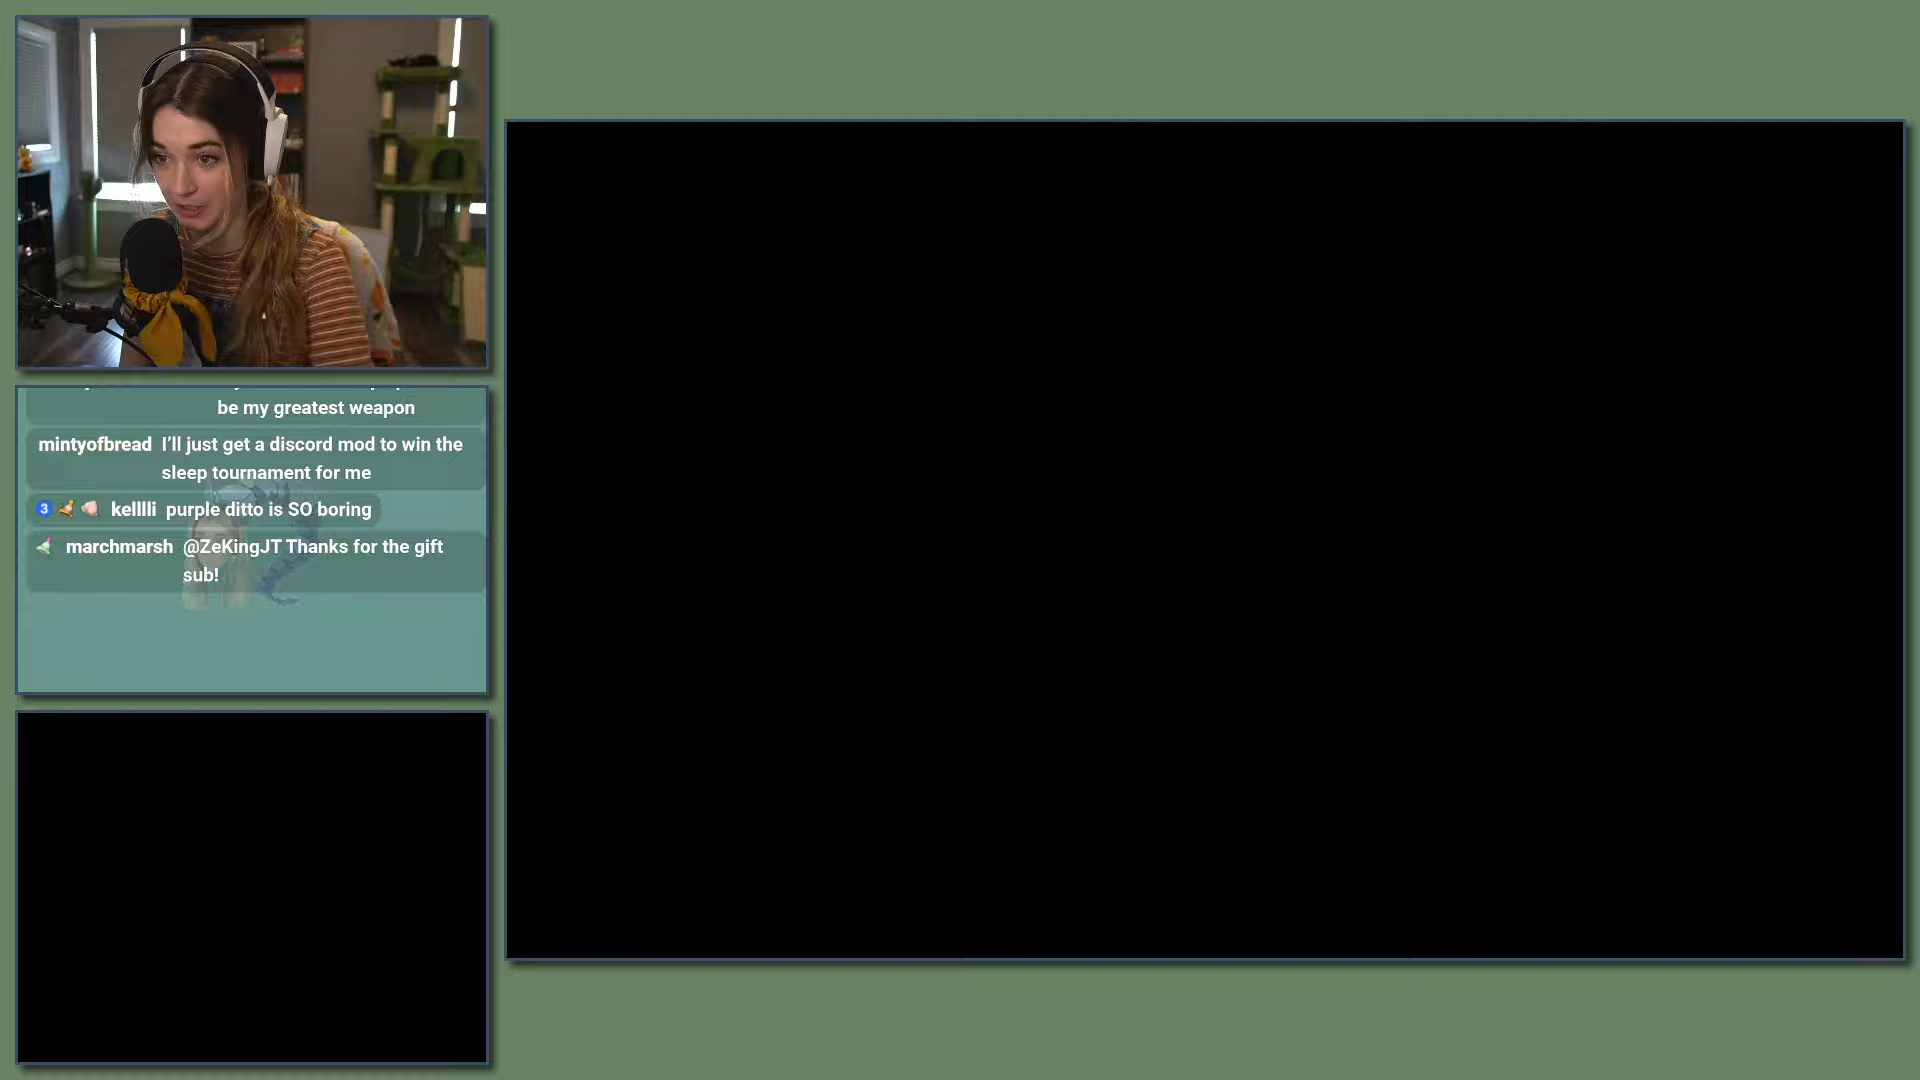 be my greatest weapon
mintyofbread I’ll just get a discord mod to win the
sleep tournament for me
3 kelllli purple ditto is SO boring
marchmarsh @ZeKingJT Thanks for the gift
sub!